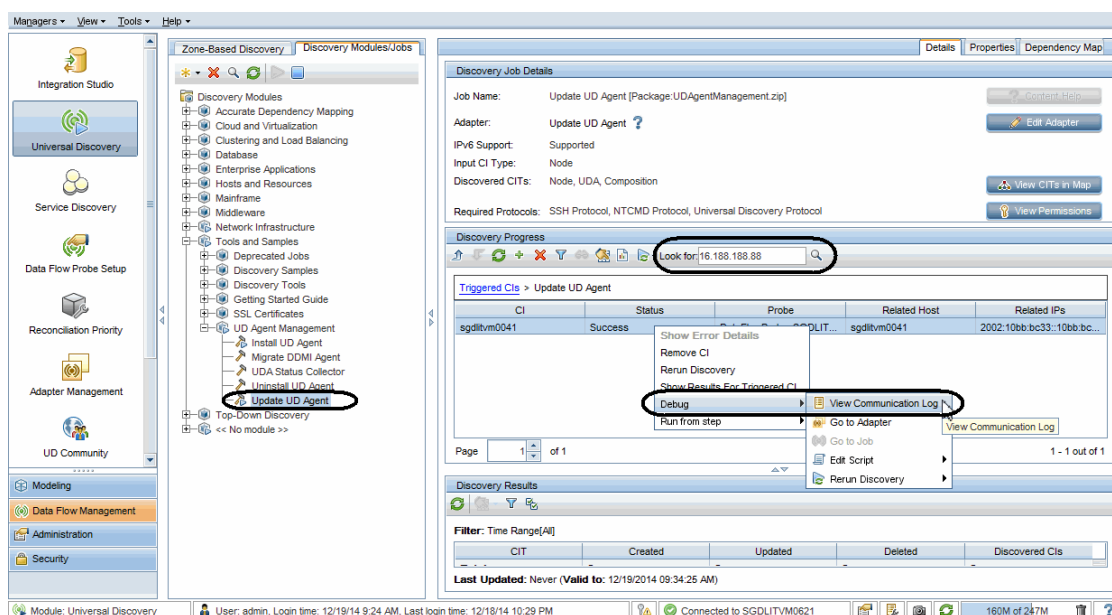 Managers View Tools Help
Integration Studio
Universal Discovery
Service Discovery
Data Flow Probe Setup
Reconciliation Priority
Adapter Management
UD Community
Modeling
Data Flow Management
Administration
Security
Zone-Based Discovery Discovery Modules/Jobs
Discovery Modules
Accurate Dependency Mapping
Cloud and Virtualization
Clustering and Load Balancing
Database
Enterprise Applications
Hosts and Resources
Mainframe
Middleware
Network Infrastructure
Tools and Samples
Deprecated Jobs
Discovery Samples
Discovery Tools
Getting Started Guide
SSL Certificates
UD Agent Management
Install UD Agent
Migrate DDMI Agent
UDA Status Collector
Uninstall UD Agent
Update UD Agent
Top-Down Discovery
<< No module >>
Details Properties Dependency Map
Discovery Job Details
Job Name: Update UD Agent [Package:UDAgentManagement.zip]
? Content Help
Adapter: Update UD Agent ?
Edit Adapter
IPv6 Support: Supported
Input CI Type: Node
Discovered CITs: Node, UDA, Composition
View CITs in Map
Required Protocols: SSH Protocol, NTCMD Protocol, Universal Discovery Protocol
View Permissions
Discovery Progress
Look for: 16.188.188.88
Triggered CIs > Update UD Agent
CI Status Probe Related Host Related IPs
sgdlitvm0041 Success sgdlitvm0041 2002:10bb:bc33::10bb:bc...
Show Error Details
Remove CI
Rerun Discovery
Show Results For Triggered CI
Debug
Run from step
View Communication Log
Go to Adapter
Go to Job
Edit Script
Rerun Discovery
View Communication Log
Page 1 of 1
1 - 1 out of 1
Discovery Results
Filter: Time Range[All]
CIT Created Updated Deleted Discovered CIs
Last Updated: Never (Valid to: 12/19/2014 09:34:25 AM)
Module: Universal Discovery User: admin, Login time: 12/19/14 9:24 AM, Last login time: 12/18/14 10:29 PM Connected to SGDLITVM0621 160M of 247M ?